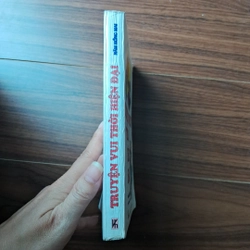 TRUYỆN VUI THỜI HIỆN ĐẠI